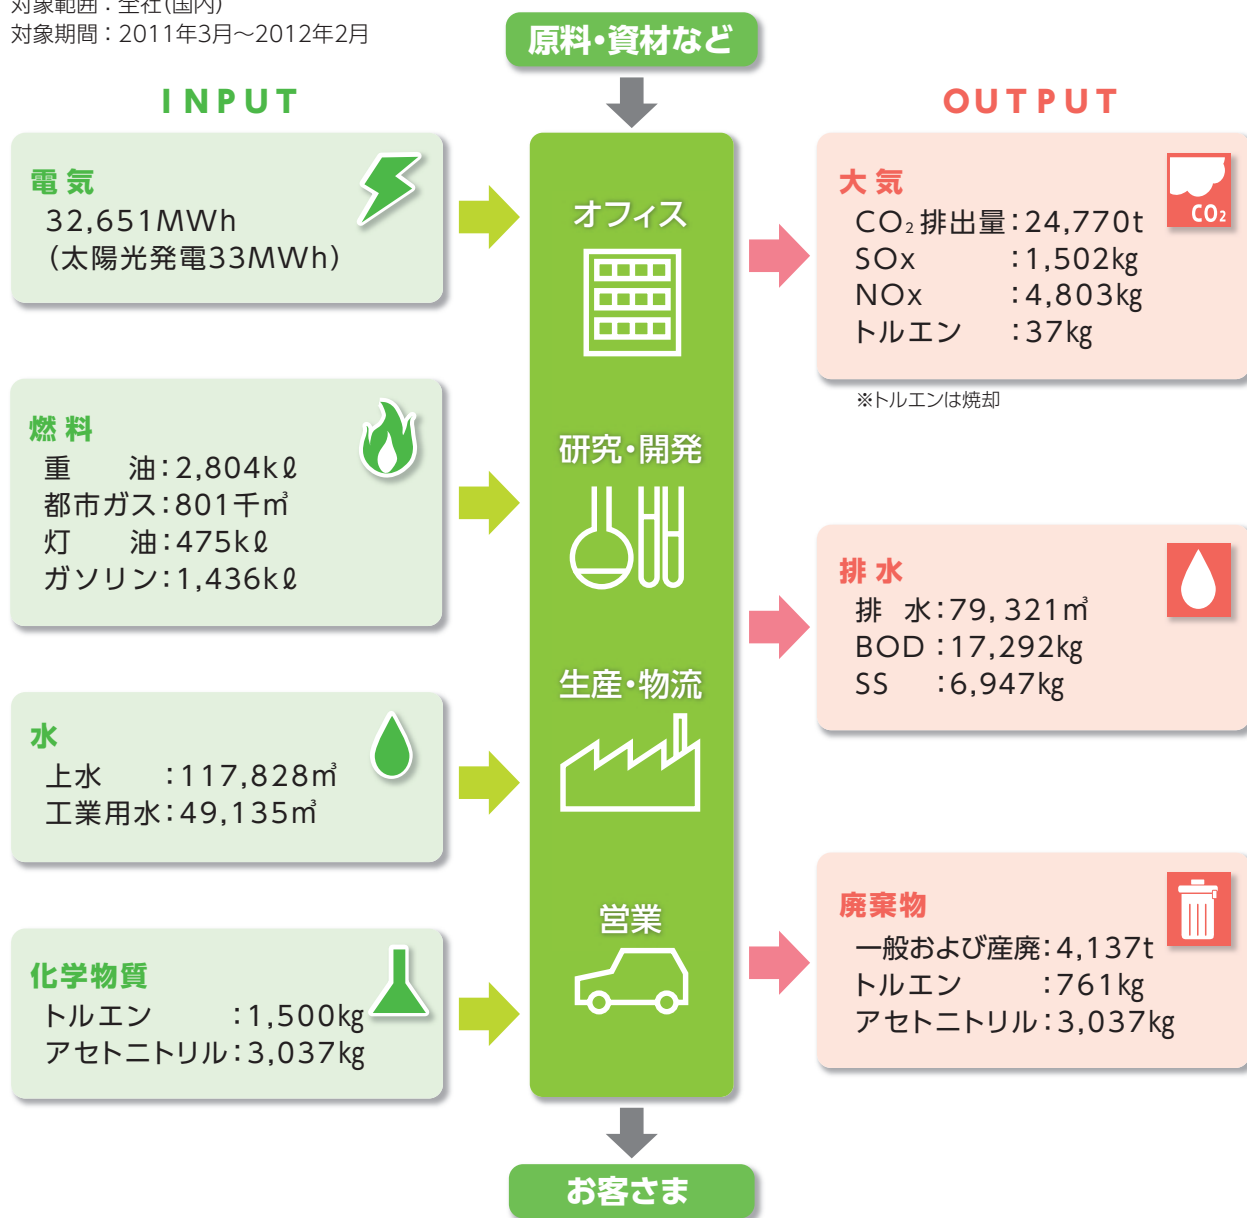 対象範囲：全社(国内)
対象期間：2011年3月～2012年2月
原料・資材など
INPUT
電気
32,651MWh
(太陽光発電33MWh)
燃料
重　油：2,804kℓ
都市ガス：801千㎥
灯　油：475kℓ
ガソリン：1,436kℓ
水
上水　：117,828㎥
工業用水：49,135㎥
化学物質
トルエン　：1,500kg
アセトニトリル：3,037kg
オフィス
研究・開発
生産・物流
営業
OUTPUT
大気
CO₂排出量：24,770t
SOx　：1,502kg
NOx　：4,803kg
トルエン　：37kg
CO₂
※トルエンは焼却
排水
排 水：79,321㎥
BOD：17,292kg
SS　：6,947kg
廃棄物
一般および産廃：4,137t
トルエン　：761kg
アセトニトリル：3,037kg
お客さま